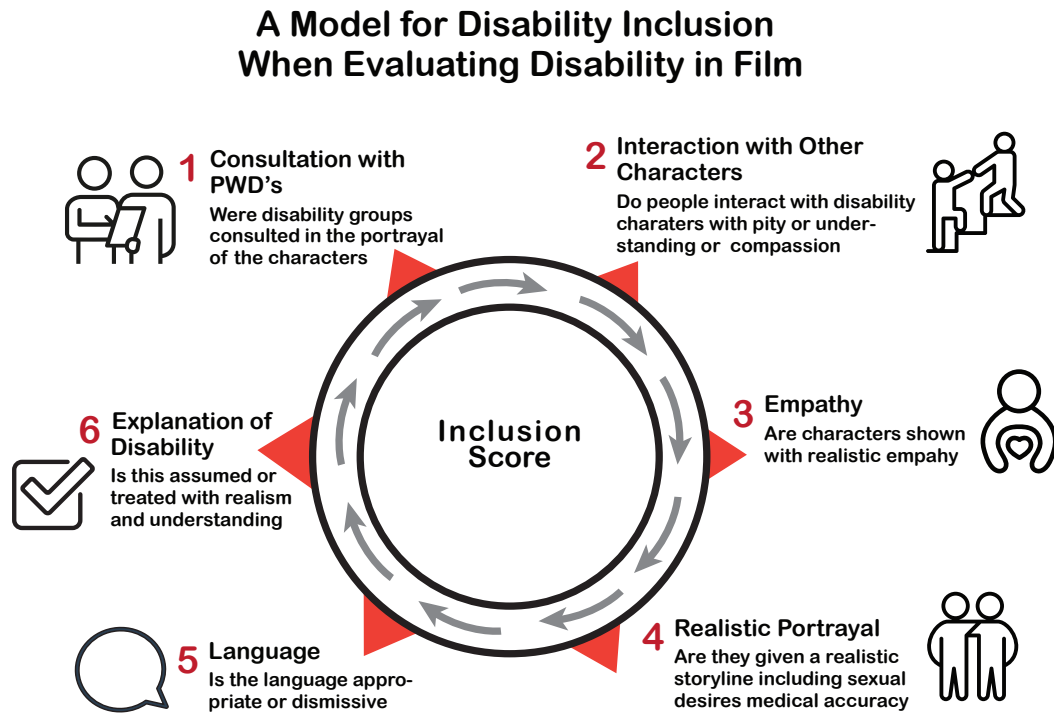 A Model for Disability Inclusion
When Evaluating Disability in Film
1 Consultation with
PWD's
Were disability groups
consulted in the portrayal
of the characters
2 Interaction with Other
Characters
Do people interact with disability
charaters with pity or under-
standing or compassion
3 Empathy
Are characters shown
with realistic empahy
4 Realistic Portrayal
Are they given a realistic
storyline including sexual
desires medical accuracy
5 Language
Is the language appro-
priate or dismissive
6 Explanation of
Disability
Is this assumed or
treated with realism
and understanding
Inclusion
Score